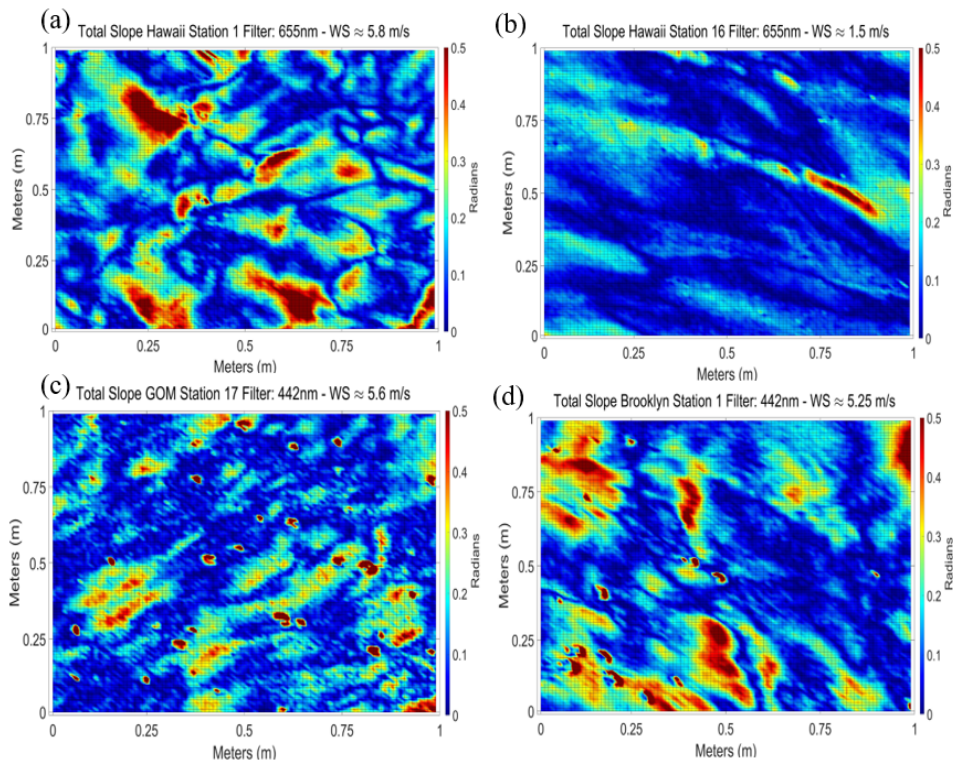 (a)
Total Slope Hawaii Station 1 Filter: 655nm - WS ≈ 5.8 m/s
1
0.75
0.5
0.25
0
Meters (m)
0 0.25 0.5 0.75 1
Meters (m)
0.5
0.4
0.3
0.2
0.1
0
Radians
(b)
Total Slope Hawaii Station 16 Filter: 655nm - WS ≈ 1.5 m/s
1
0.75
0.5
0.25
0
Meters (m)
0 0.25 0.5 0.75 1
Meters (m)
0.5
0.4
0.3
0.2
0.1
0
Radians
(c)
Total Slope GOM Station 17 Filter: 442nm - WS ≈ 5.6 m/s
1
0.75
0.5
0.25
0
Meters (m)
0 0.25 0.5 0.75 1
Meters (m)
0.5
0.4
0.3
0.2
0.1
0
Radians
(d)
Total Slope Brooklyn Station 1 Filter: 442nm - WS ≈ 5.25 m/s
1
0.75
0.5
0.25
0
Meters (m)
0 0.25 0.5 0.75 1
Meters (m)
0.5
0.4
0.3
0.2
0.1
0
Radians